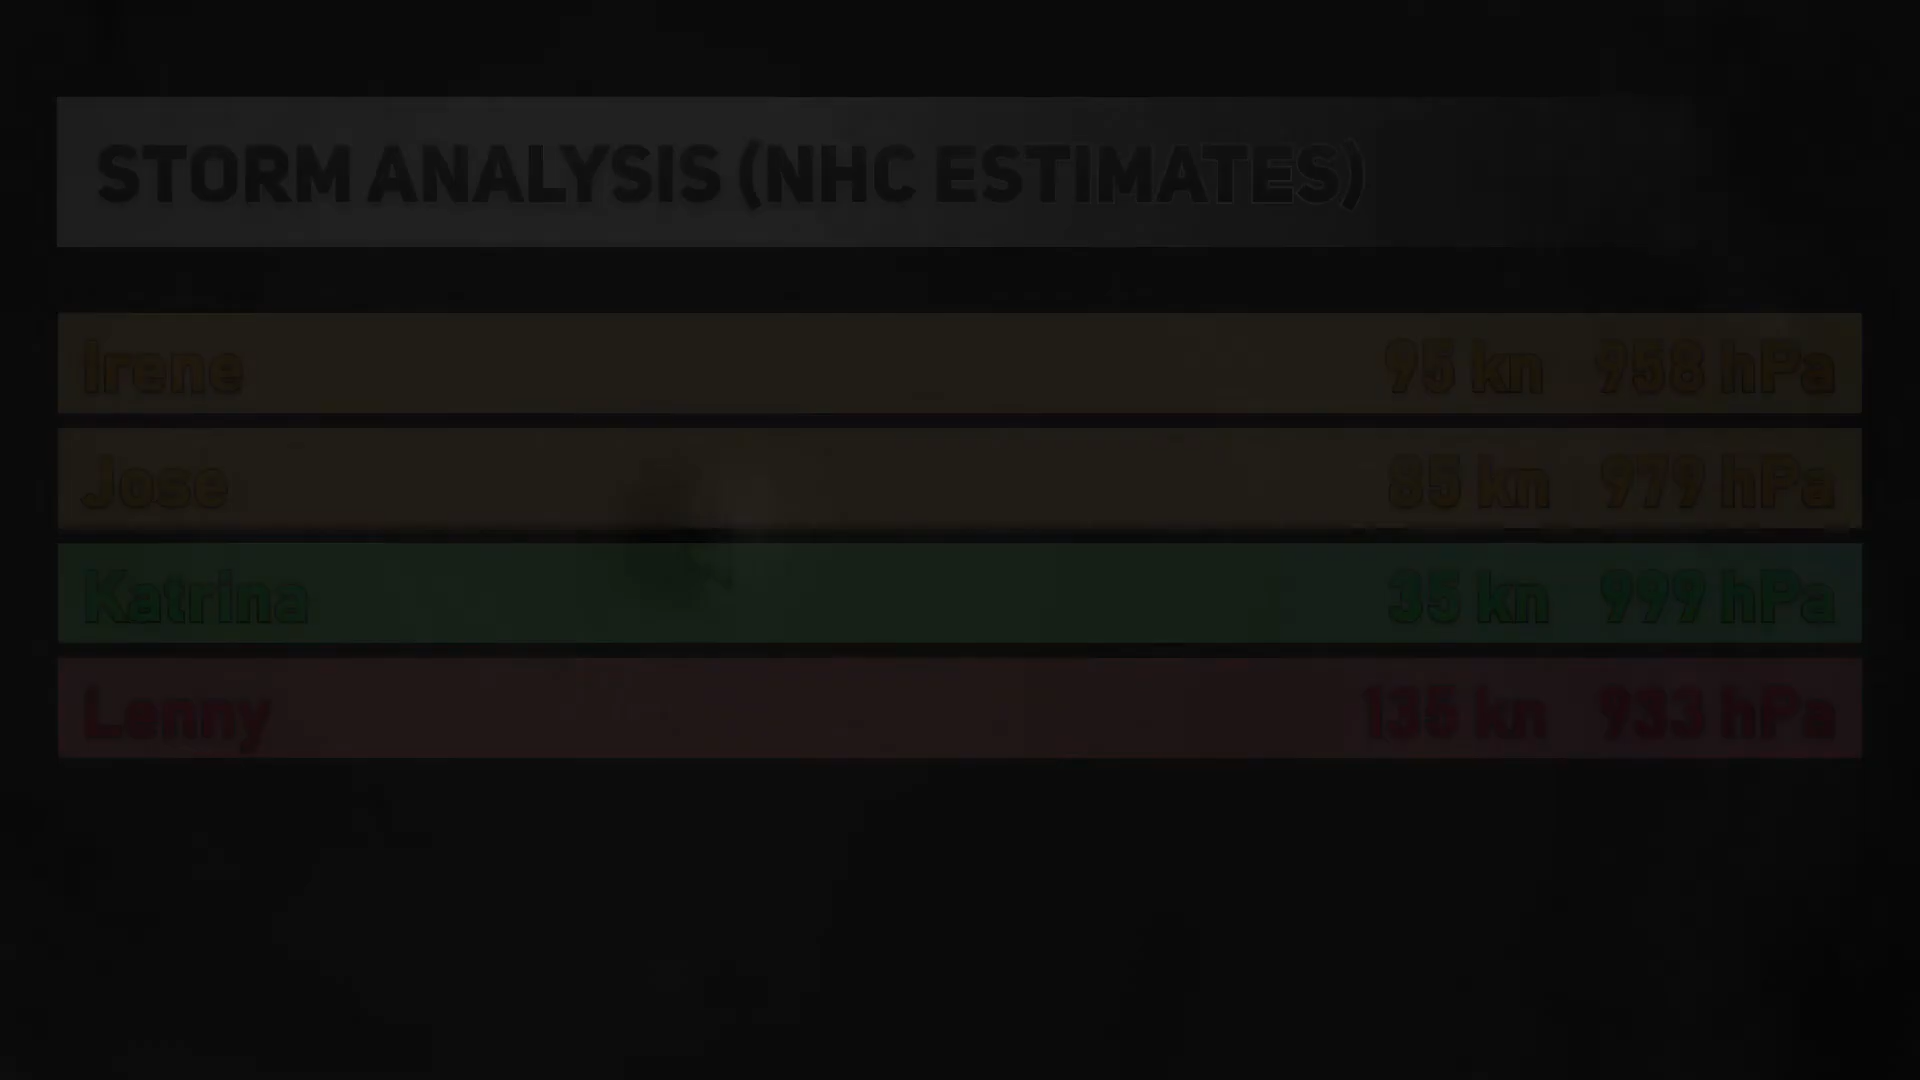 STORM ANALYSIS (NHC ESTIMATES)
Irene 95 kn 958 hPa
Jose 85 kn 979 hPa
Katrina 35 kn 999 hPa
Lenny 135 kn 933 hPa